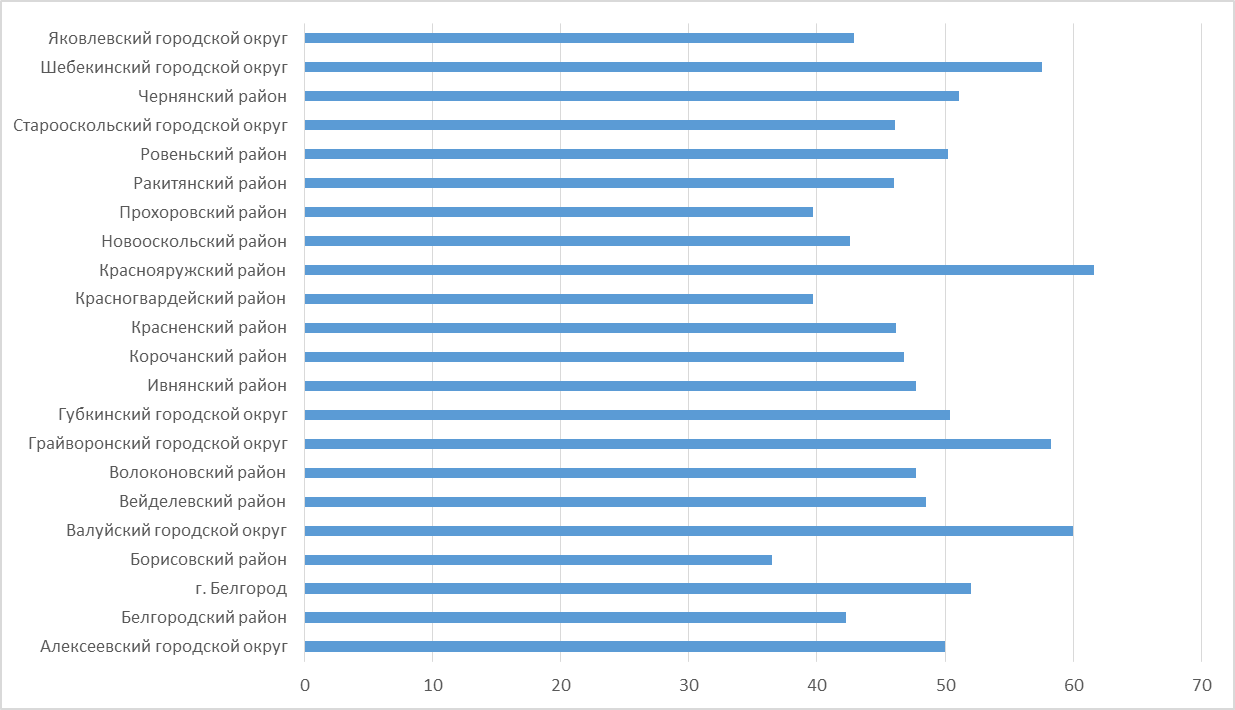 Яковлевский городской округ
Шебекинский городской округ
Чернянский район
Старооскольский городской округ
Ровеньский район
Ракитянский район
Прохоровский район
Новооскольский район
Краснояружский район
Красногвардейский район
Красненский район
Корочанский район
Ивнянский район
Губкинский городской округ
Грайворонский городской округ
Волоконовский район
Вейделевский район
Валуйский городской округ
Борисовский район
г. Белгород
Белгородский район
Алексеевский городской округ
0 10 20 30 40 50 60 70